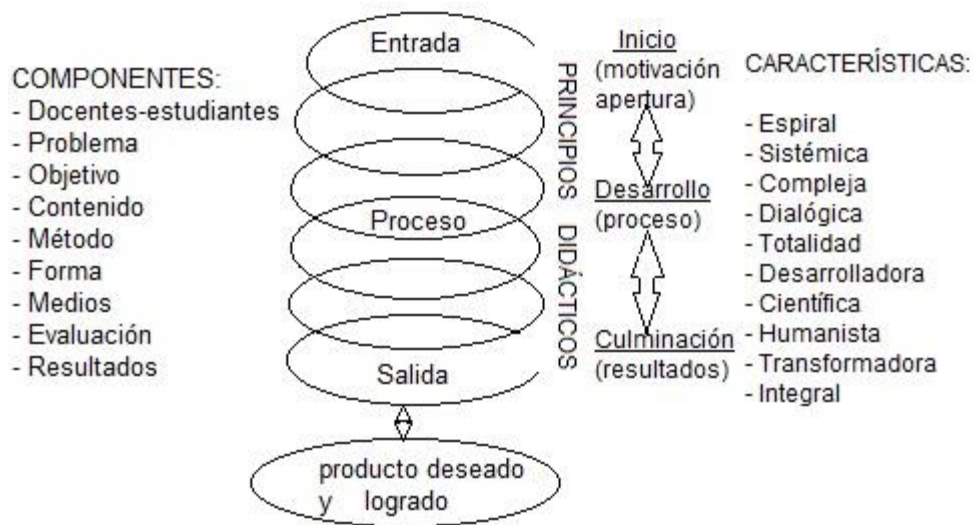 COMPONENTES:
- Docentes-estudiantes
- Problema
- Objetivo
- Contenido
- Método
- Forma
- Medios
- Evaluación
- Resultados
Entrada
Proceso
Salida
producto deseado
y logrado
PRINCIPIOS DIDÁCTICOS
Inicio
(motivación
apertura)
Desarrollo
(proceso)
Culminación
(resultados)
CARACTERÍSTICAS:
- Espiral
- Sistémica
- Compleja
- Dialógica
- Totalidad
- Desarrolladora
- Científica
- Humanista
- Transformadora
- Integral